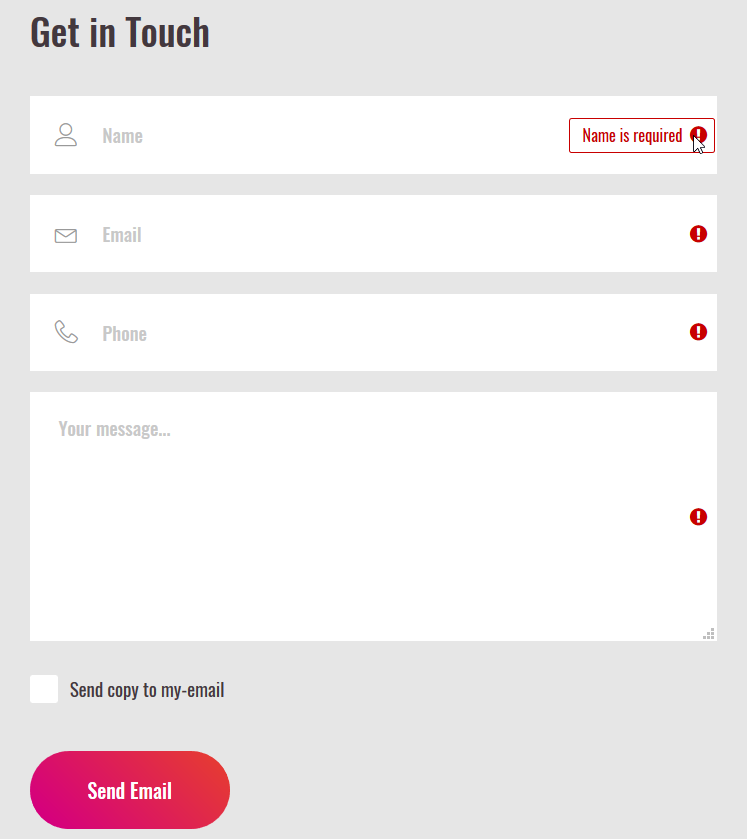 Get in Touch
Name
Name is required
Email
Phone
Your message...
Send copy to my-email
Send Email